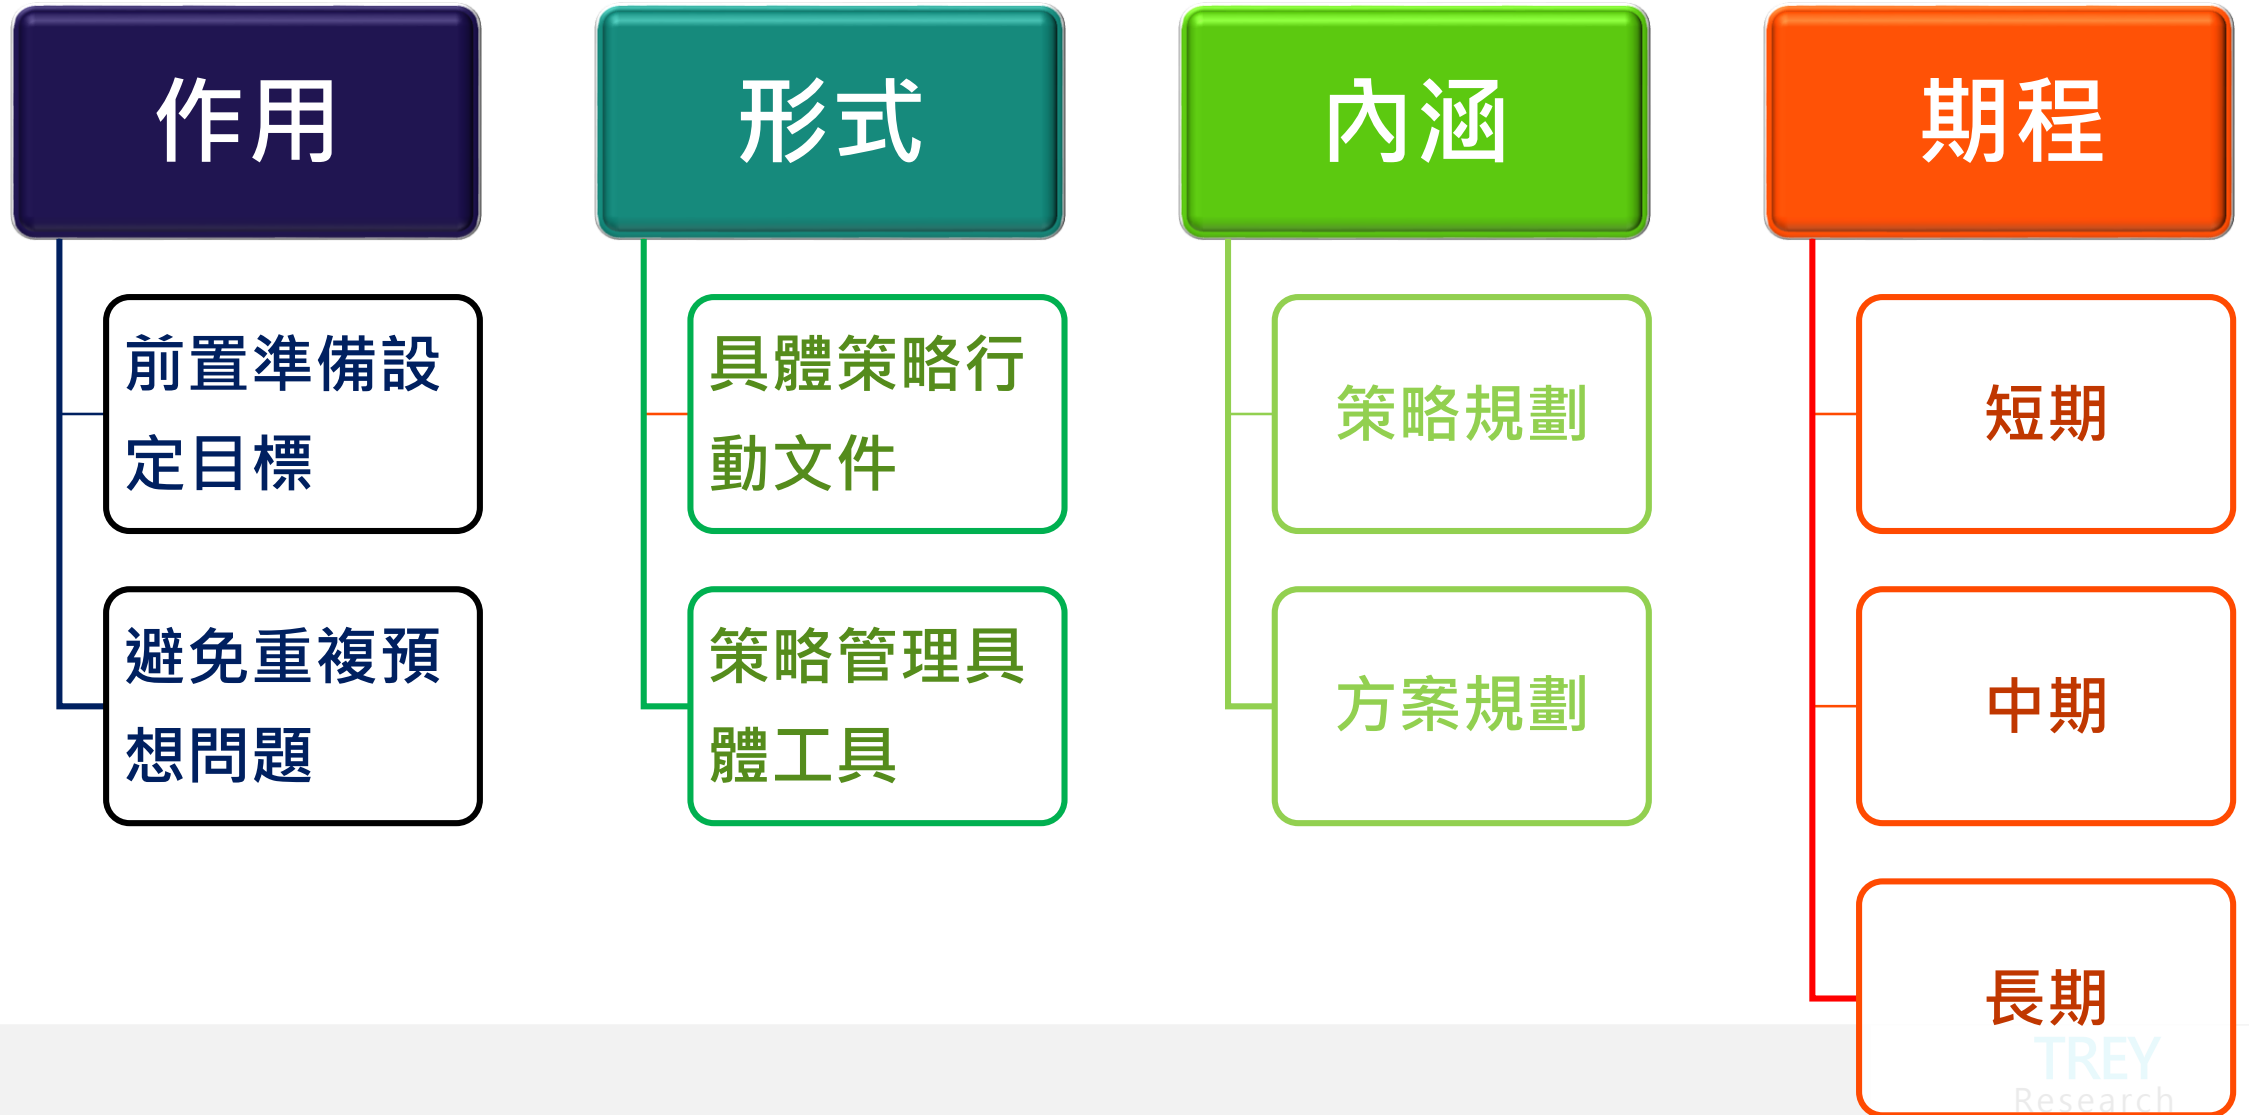 作用
前置準備設
定目標
避免重複預
想問題
形式
具體策略行
動文件
策略管理具
體工具
內涵
策略規劃
方案規劃
期程
短期
中期
長期
TREY
Research